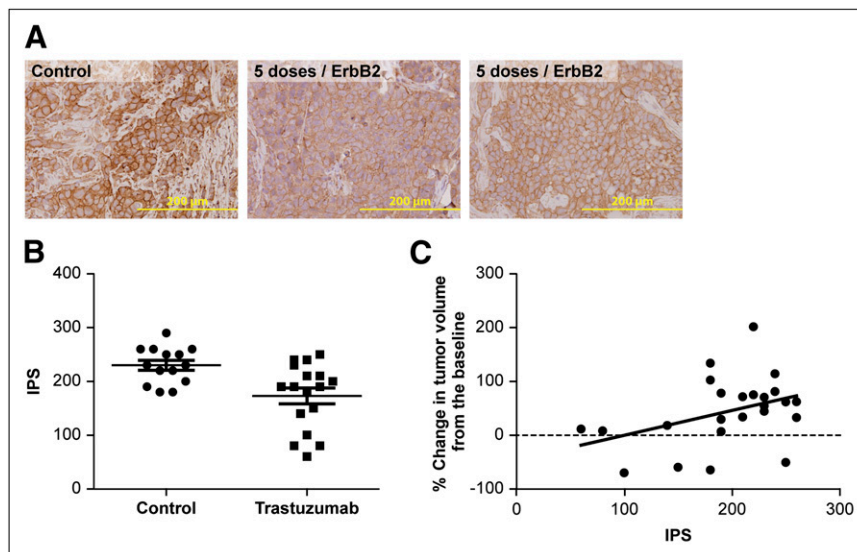 A
Control
5 doses / ErbB2
5 doses / ErbB2
200 µm
200 µm
200 µm
B
400
300
200
100
0
IPS
Control
Trastuzumab
C
300
200
100
0
-100
% Change in tumor volume
from the baseline
0
100
200
300
IPS